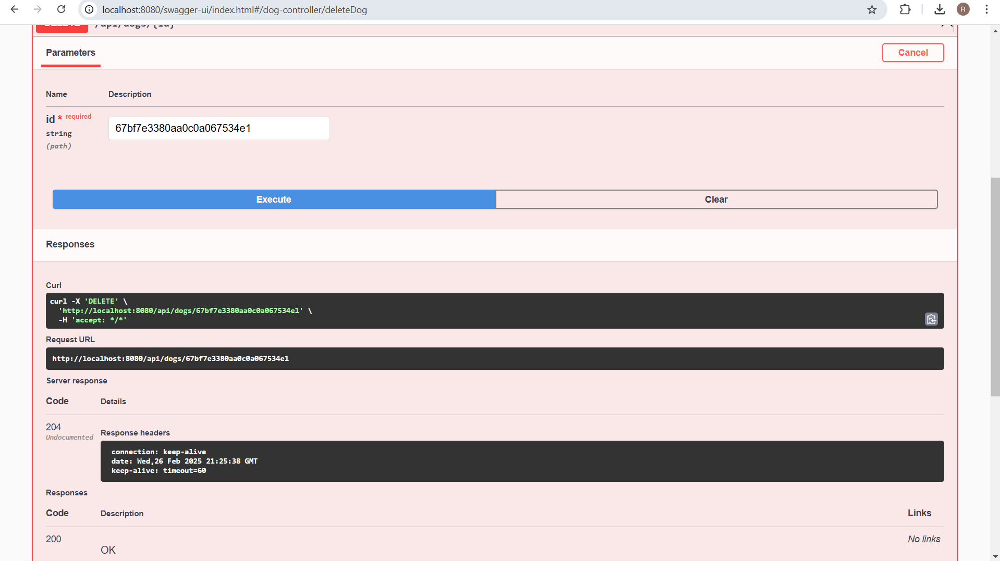 localhost:8080/swagger-ui/index.html#/dog-controller/deleteDog
R
/api/dogs/{id}
Parameters
Cancel
Name Description
id * required
string
(path)
67bf7e3380aa0c0a067534e1
Execute Clear
Responses
Curl
curl -X 'DELETE' \
'http://localhost:8080/api/dogs/67bf7e3380aa0c0a067534e1' \
-H 'accept: */*'
Request URL
http://localhost:8080/api/dogs/67bf7e3380aa0c0a067534e1
Server response
Code Details
204
Undocumented
Response headers
connection: keep-alive
date: Wed,26 Feb 2025 21:25:38 GMT
keep-alive: timeout=60
Responses
Code Description Links
200
OK
No links